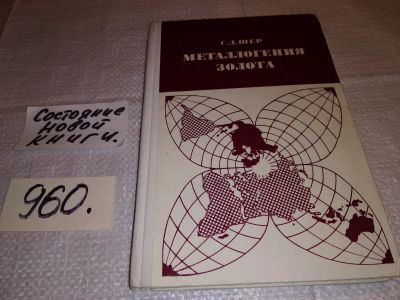 С.Д.ШЕР
МЕТАЛЛОГЕНИЯ
ЗОЛОТА
Состояние
новой
книги.
960.